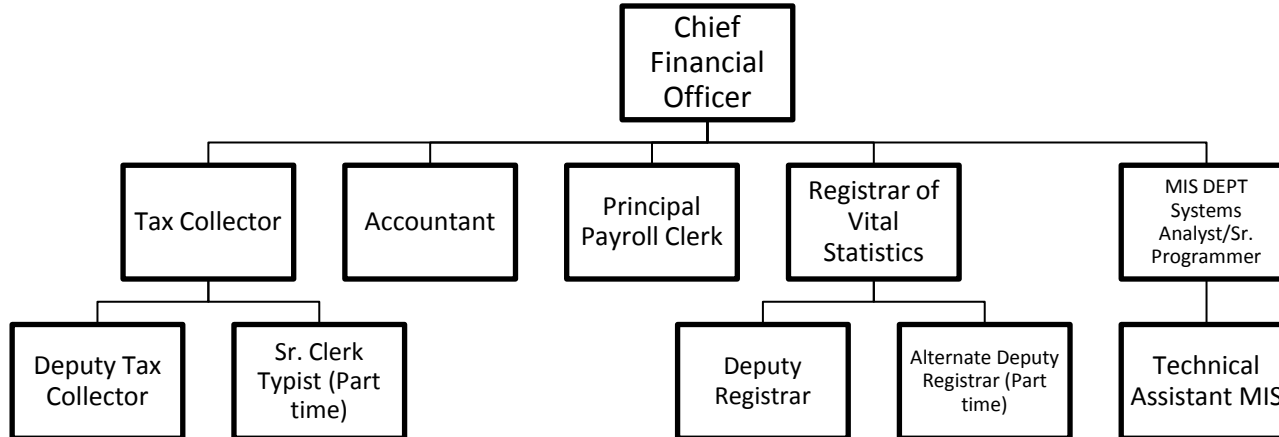 Chief
Financial
Officer
Tax Collector
Accountant
Principal
Payroll Clerk
Registrar of
Vital
Statistics
MIS DEPT
Systems
Analyst/Sr.
Programmer
Deputy Tax
Collector
Sr. Clerk
Typist (Part
time)
Deputy
Registrar
Alternate Deputy
Registrar (Part
time)
Technical
Assistant MIS